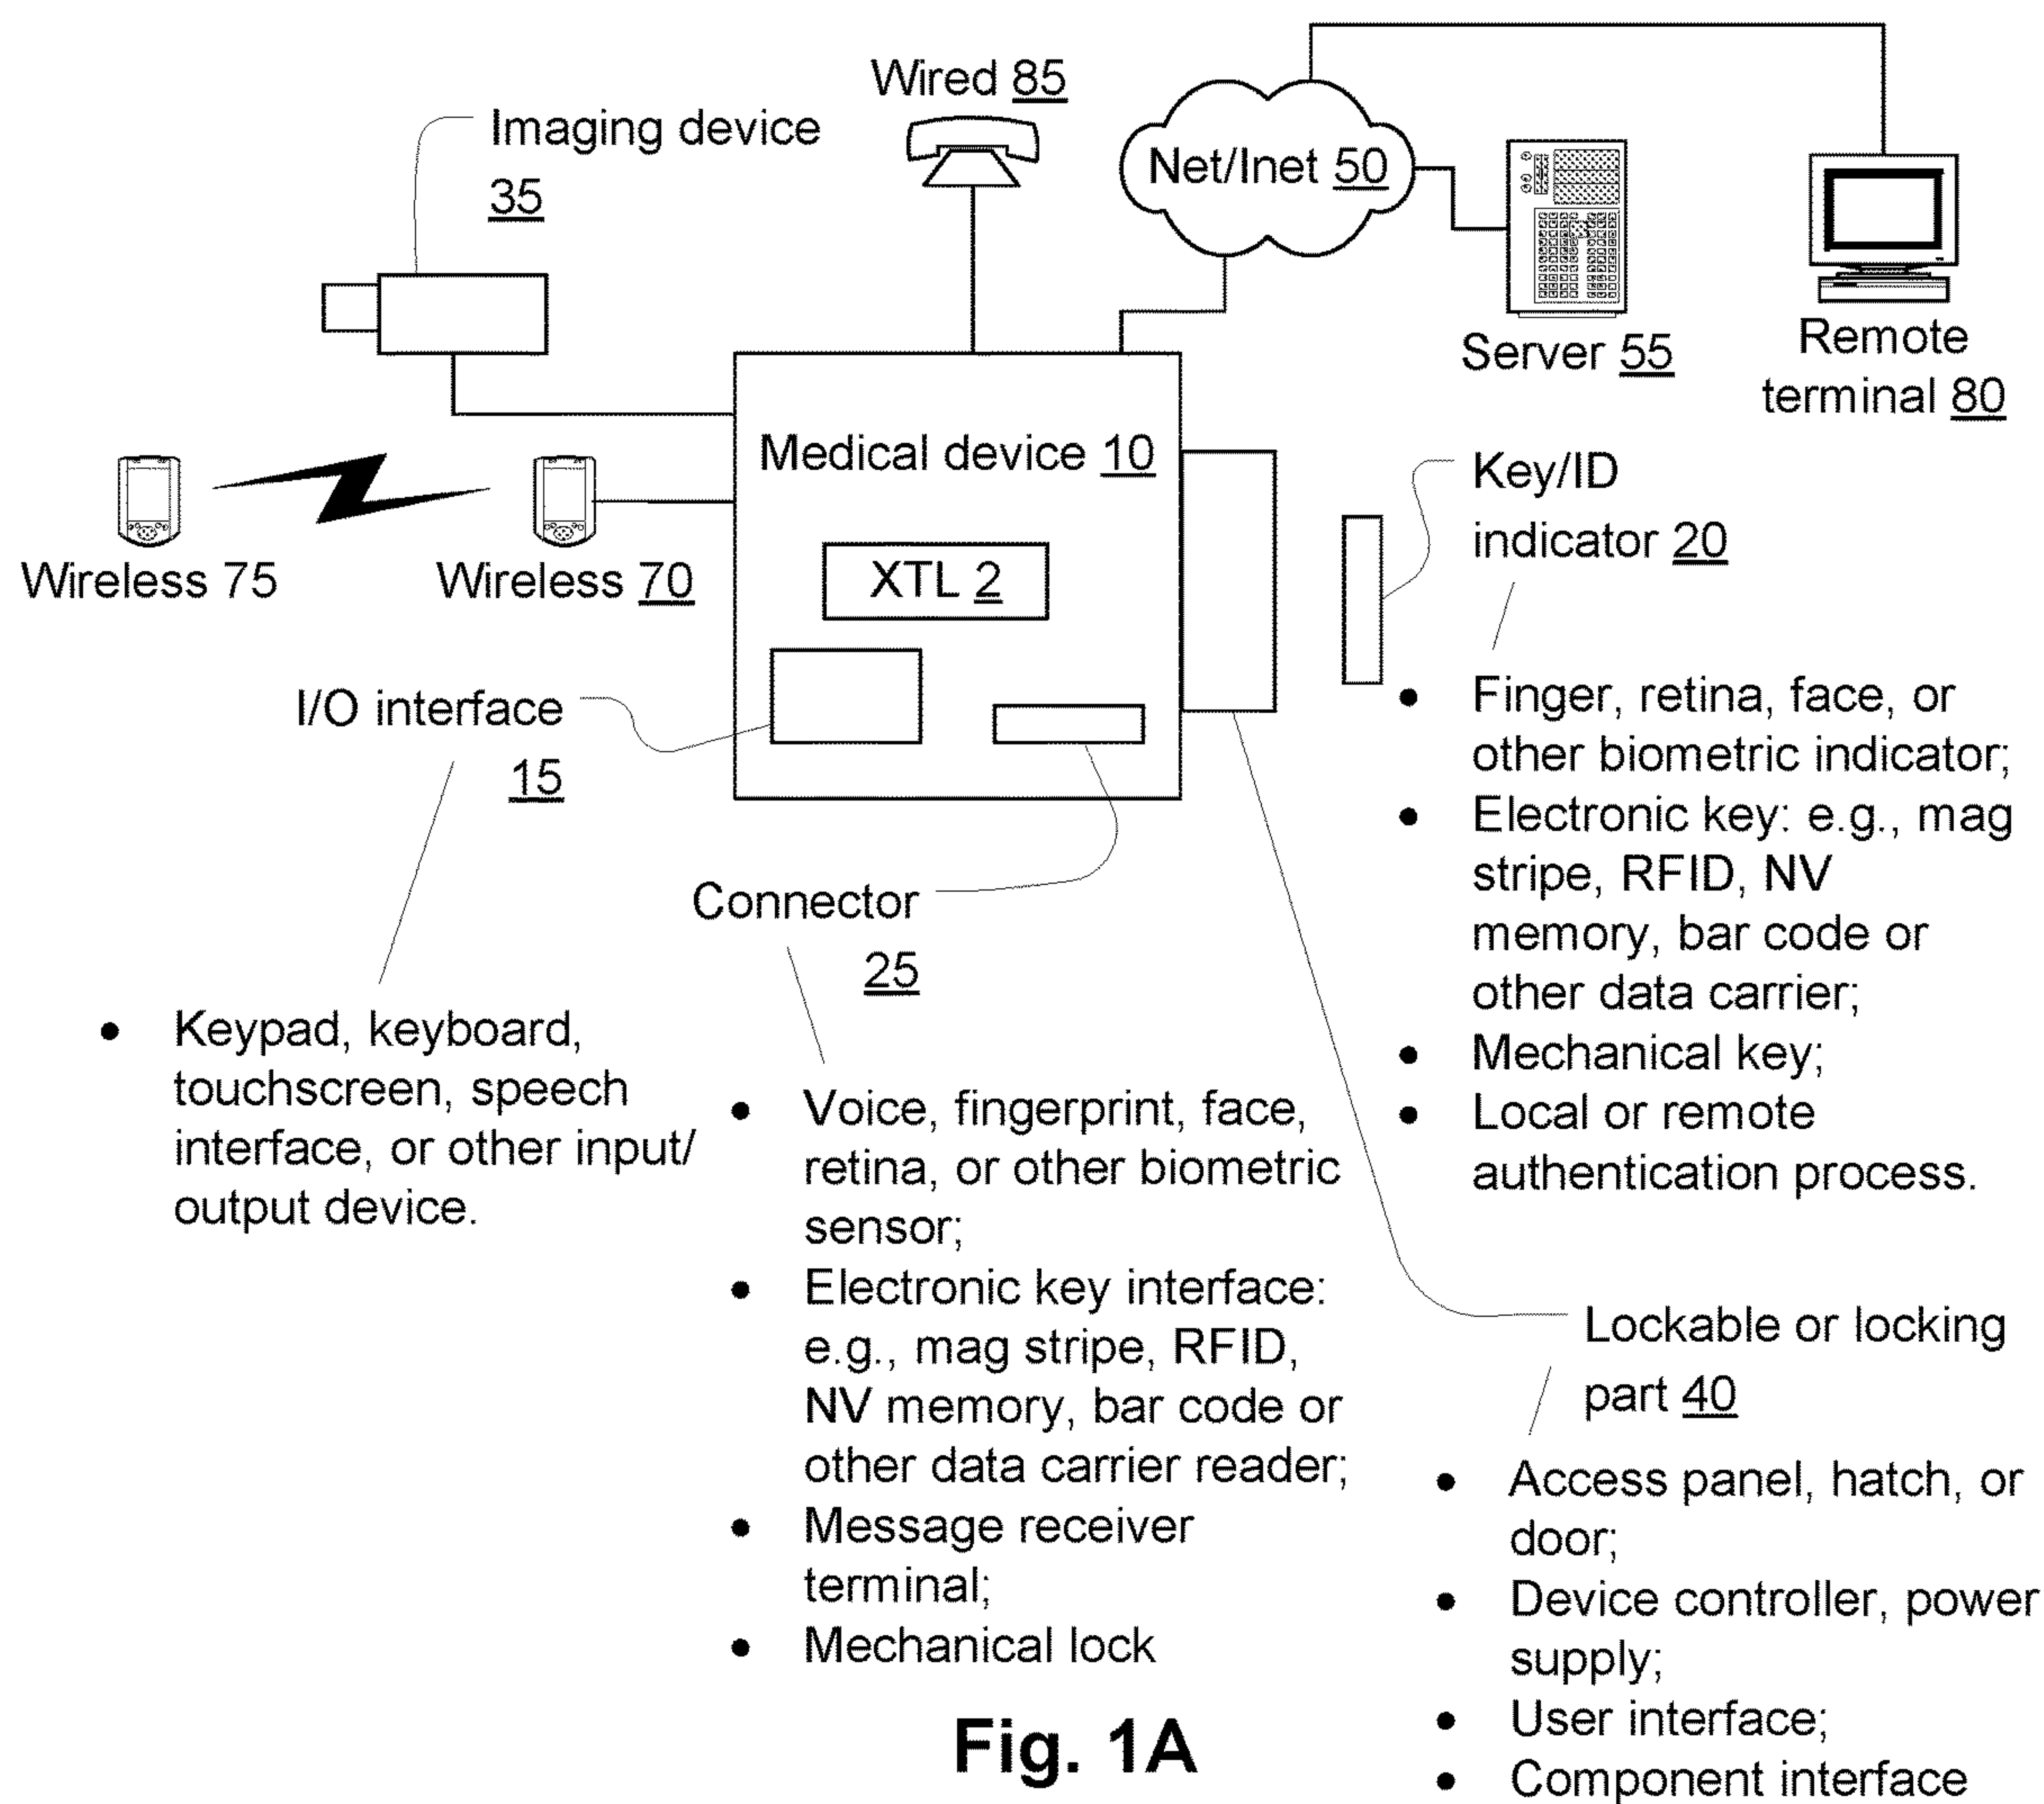 Wired 85
Imaging device
35
Net/Inet 50
Server 55
Remote
terminal 80
Medical device 10
Key/ID
indicator 20
Wireless 75
Wireless 70
XTL 2
I/O interface
15
• Finger, retina, face, or
other biometric indicator;
• Electronic key: e.g., mag
stripe, RFID, NV
memory, bar code or
other data carrier;
• Mechanical key;
• Local or remote
authentication process.
Connector
25
• Keypad, keyboard,
touchscreen, speech
interface, or other input/
output device.
• Voice, fingerprint, face,
retina, or other biometric
sensor;
• Electronic key interface:
e.g., mag stripe, RFID,
NV memory, bar code or
other data carrier reader;
• Message receiver
terminal;
• Mechanical lock
Lockable or locking
part 40
• Access panel, hatch, or
door;
• Device controller, power
supply;
• User interface;
• Component interface
Fig. 1A